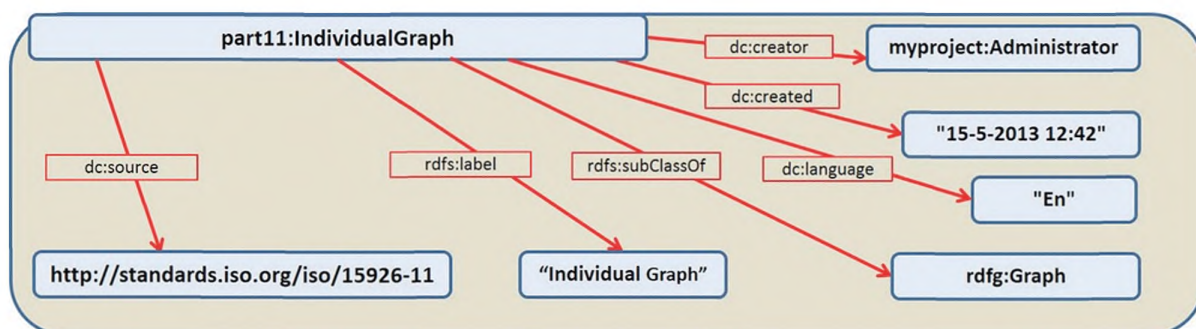 part11:IndividualGraph
dc:creator
myproject:Administrator
dc:created
"15-5-2013 12:42"
dc:source
rdfs:label
rdfs:subClassOf
dc:language
"En"
http://standards.iso.org/iso/15926-11
“Individual Graph”
rdfg:Graph